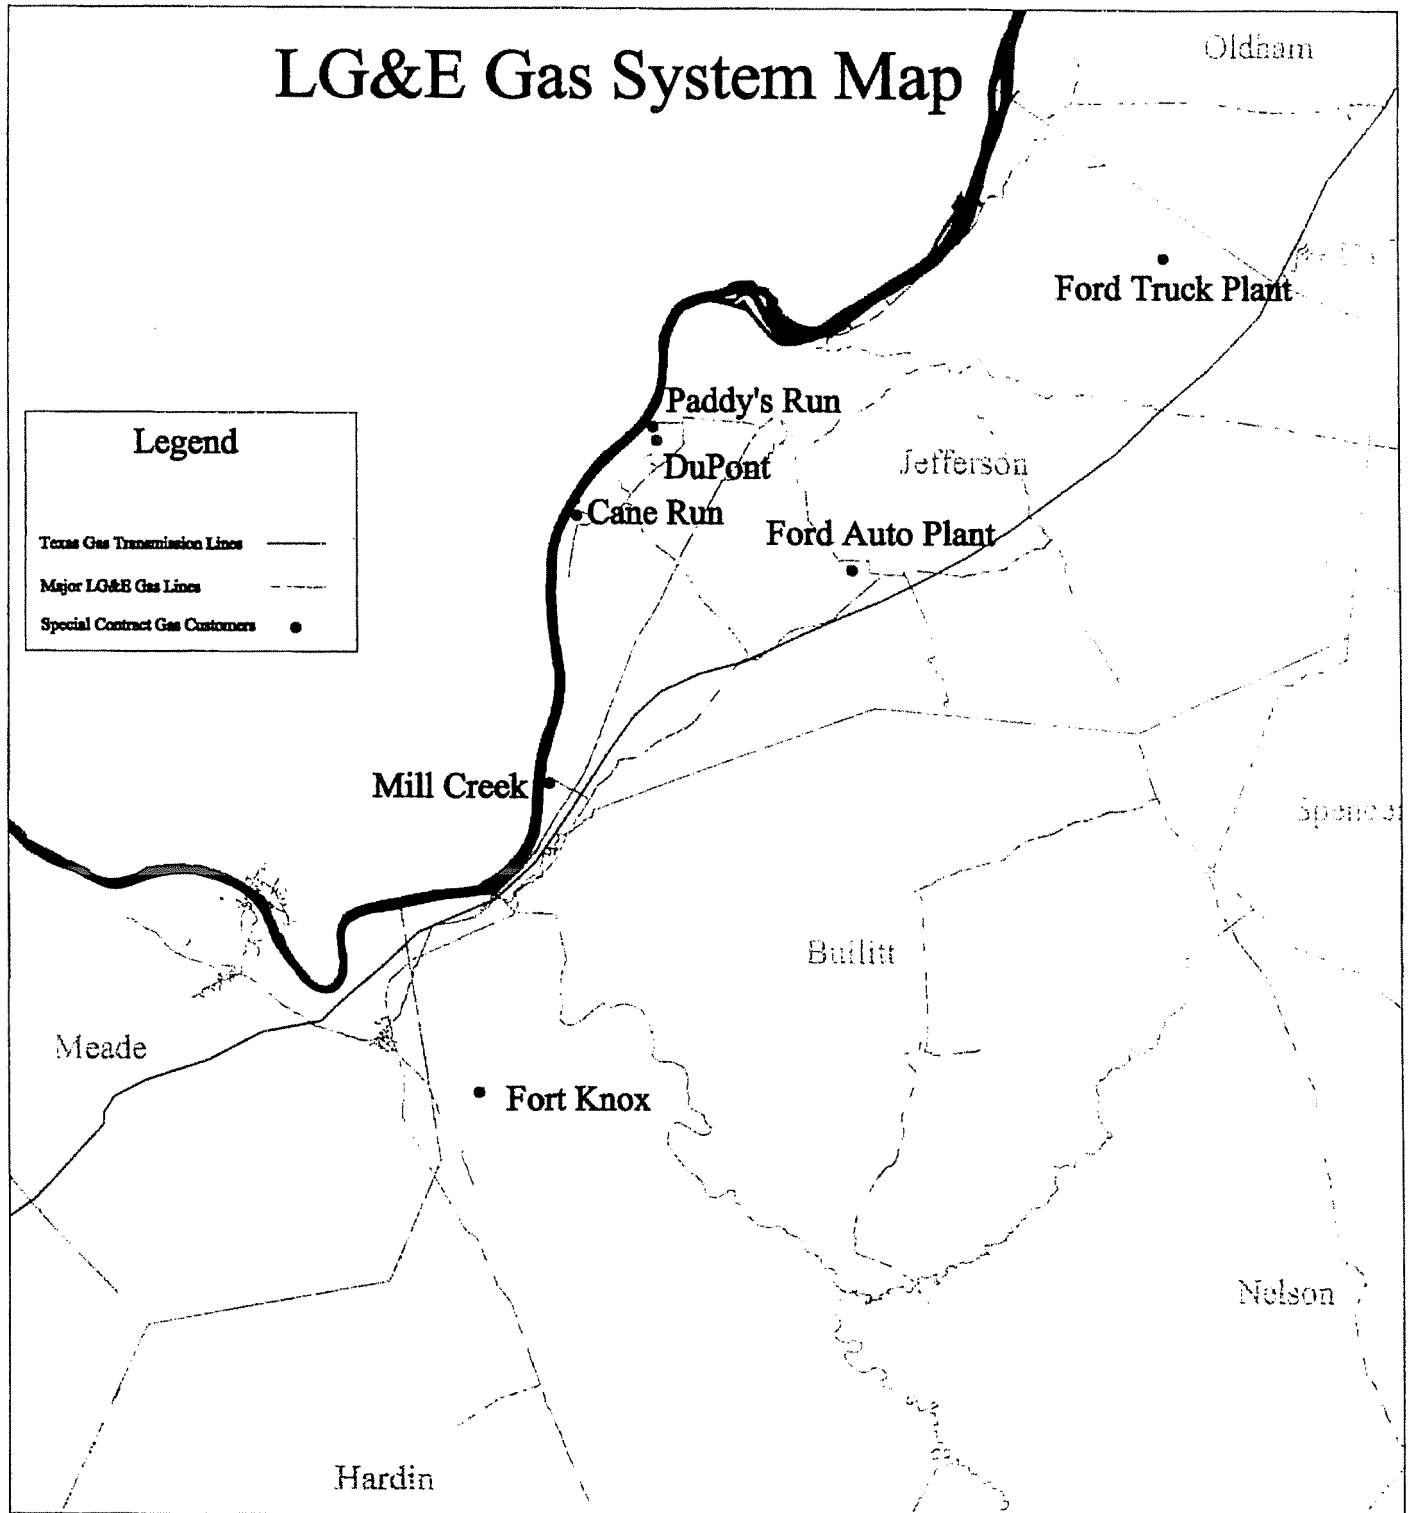 LG&E Gas System Map
Oldham
Ford Truck Plant
Paddy's Run
Legend
DuPont
Jefferson
Cane Run
Ford Auto Plant
Texas Gas Transmission Lines
Major LG&E Gas Lines
Special Contract Gas Customers
Mill Creek
Spencer
Bullitt
Meade
Fort Knox
Nelson
Hardin